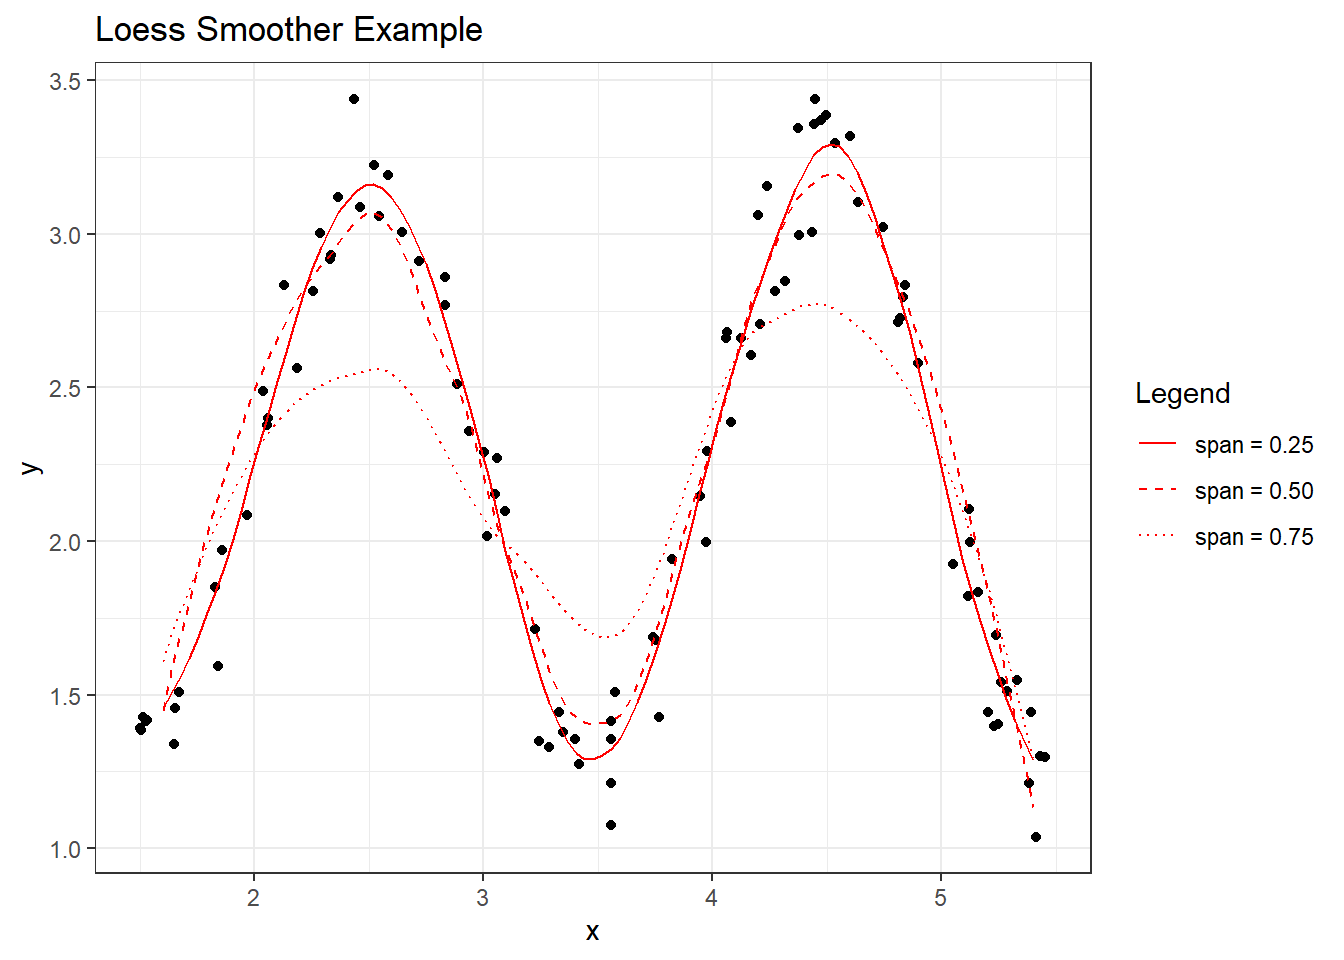 Loess Smoother Example
3.5
3.0
2.5
2.0
1.5
1.0
y
2 3 4 5
x
Legend
span = 0.25
span = 0.50
span = 0.75